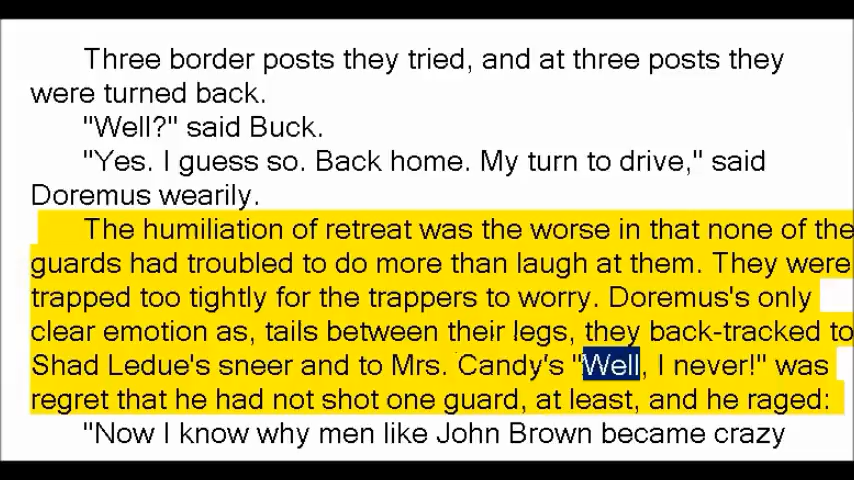 Three border posts they tried, and at three posts they
were turned back.
"Well?" said Buck.
"Yes. I guess so. Back home. My turn to drive," said
Doremus wearily.
The humiliation of retreat was the worse in that none of the
guards had troubled to do more than laugh at them. They were
trapped too tightly for the trappers to worry. Doremus's only
clear emotion as, tails between their legs, they back-tracked to
Shad Ledue's sneer and to Mrs. Candy's "Well, I never!" was
regret that he had not shot one guard, at least, and he raged:
"Now I know why men like John Brown became crazy